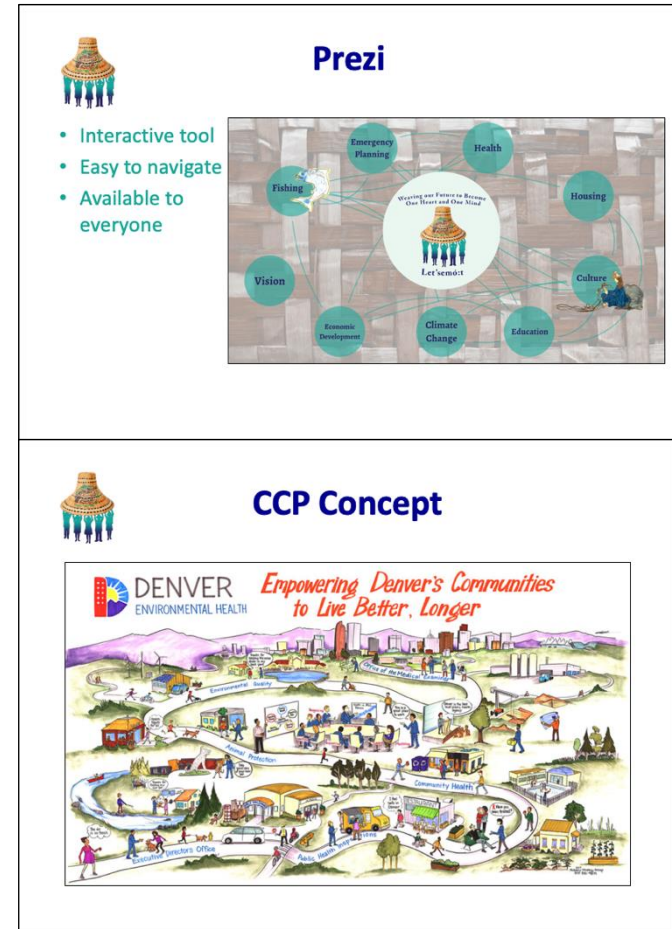 Prezi
• Interactive tool
• Easy to navigate
• Available to
everyone
Emergency
Planning
Health
Fishing
Weaving our Future to Become
One Heart and One Mind
Housing
Let'semó:t
Vision
Culture
Economic
Development
Climate
Change
Education
CCP Concept
DENVER
ENVIRONMENTAL HEALTH
Empowering Denver's Communities
to Live Better, Longer
Office of the Medical Examiner
Environmental Quality
Animal Protection
Community Health
Executive Director's Office
Public Health Inspections